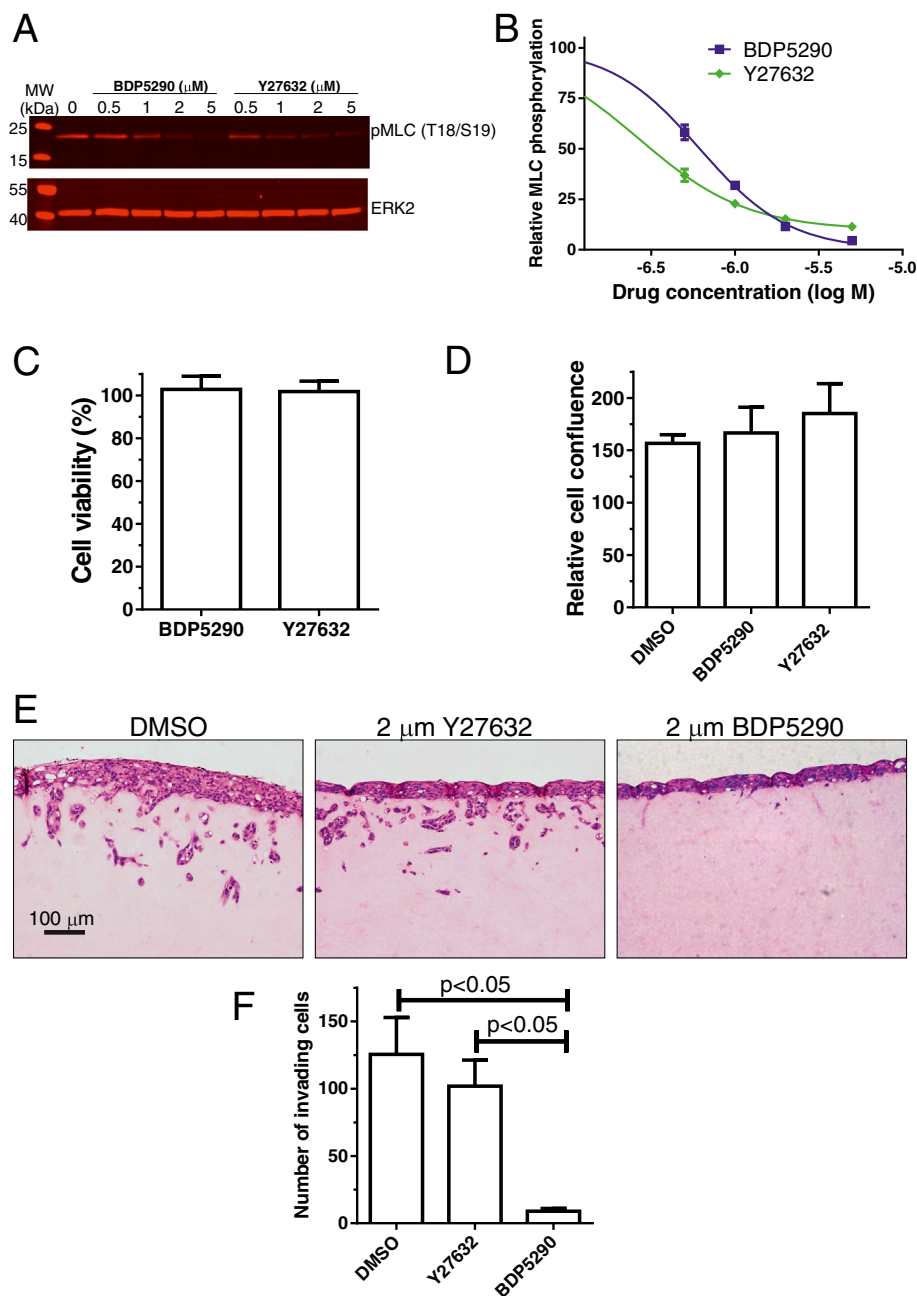 A
MW
(kDa)
BDP5290 (μM)
Y27632 (μM)
0 0.5 1 2 5 0.5 1 2 5
25
15
pMLC (T18/S19)
55
40
ERK2
B
Relative MLC phosphorylation
100
75
50
25
0
BDP5290
Y27632
-6.5 -6.0 -5.5 -5.0
Drug concentration (log M)
C
Cell viability (%)
100
80
60
40
20
0
BDP5290 Y27632
D
Relative cell confluence
200
150
100
50
0
DMSO
BDP5290
Y27632
E
DMSO
2 μm Y27632
2 μm BDP5290
100 μm
F
Number of invading cells
150
100
50
0
p<0.05
p<0.05
DMSO
Y27632
BDP5290